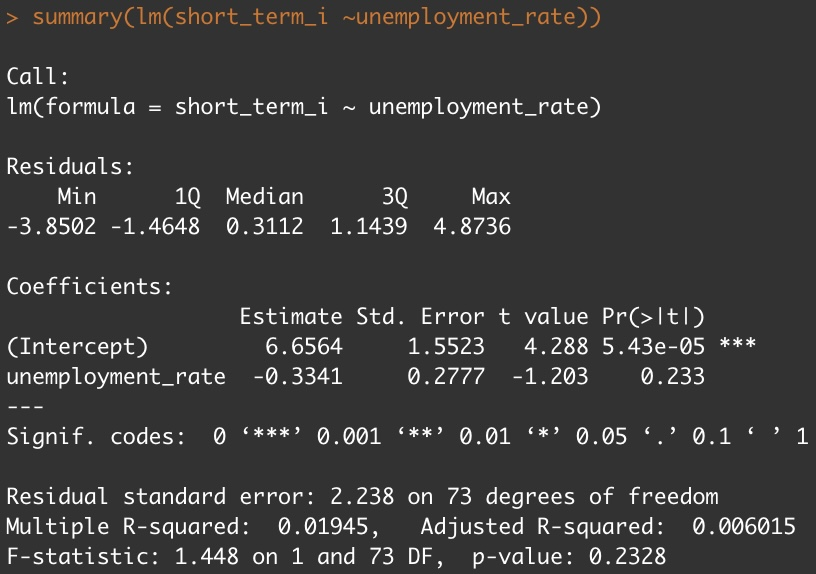 > summary(lm(short_term_i ~unemployment_rate))
Call:
lm(formula = short_term_i ~ unemployment_rate)
Residuals:
    Min      1Q  Median      3Q     Max
-3.8502 -1.4648  0.3112  1.1439  4.8736
Coefficients:
                  Estimate Std. Error t value Pr(>|t|)
(Intercept)         6.6564     1.5523   4.288 5.43e-05 ***
unemployment_rate  -0.3341     0.2777  -1.203    0.233
---
Signif. codes:  0 ‘***’ 0.001 ‘**’ 0.01 ‘*’ 0.05 ‘.’ 0.1 ‘ ’ 1
Residual standard error: 2.238 on 73 degrees of freedom
Multiple R-squared:  0.01945,   Adjusted R-squared:  0.006015
F-statistic: 1.448 on 1 and 73 DF,  p-value: 0.2328